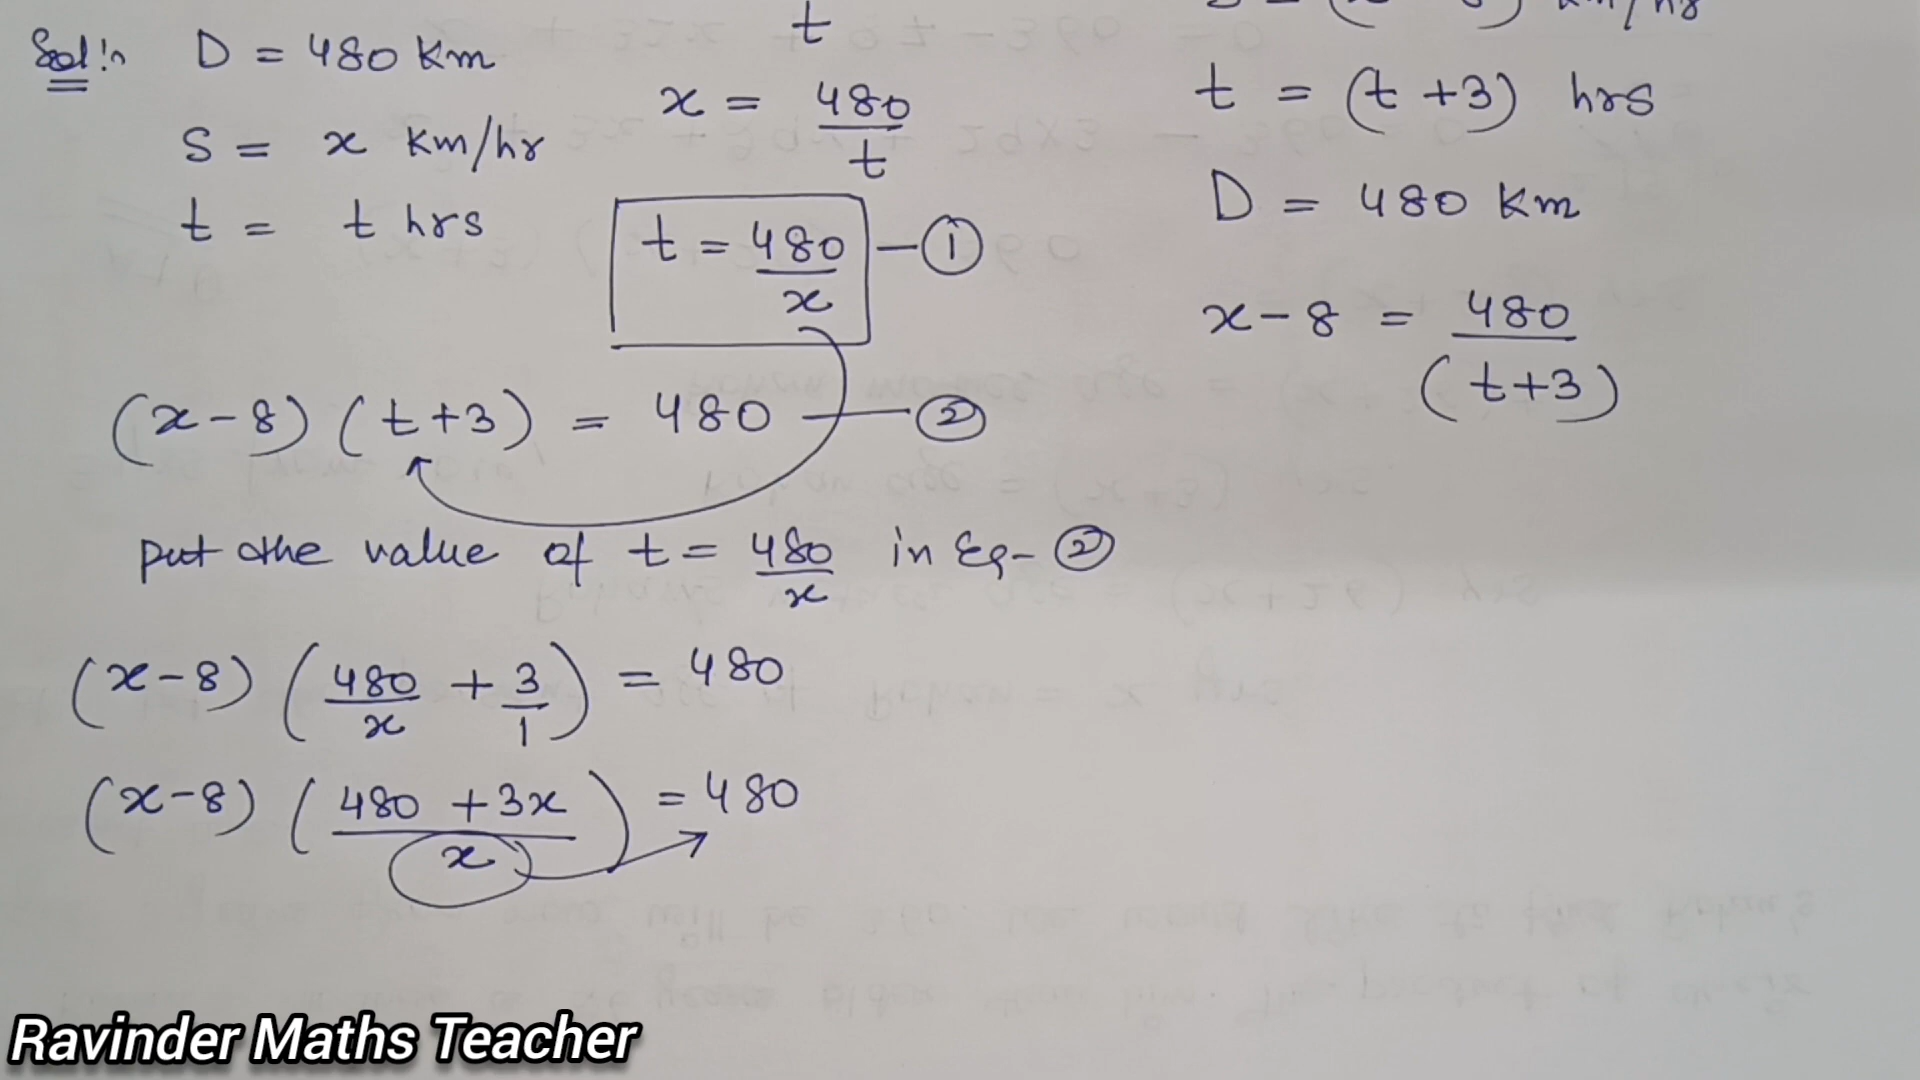 Sol!n D = 480 Km
S = x Km/hr
t = t hrs
t
x = 480/t
t = 480/x — ①
t = (t +3) hrs
D = 480 Km
x - 8 = 480/(t+3)
(x-8) (t+3) = 480 — ②
put the value of t = 480/x in Eq- ②
(x-8) (480/x + 3/1) = 480
(x-8) (480 +3x/x) = 480
Ravinder Maths Teacher